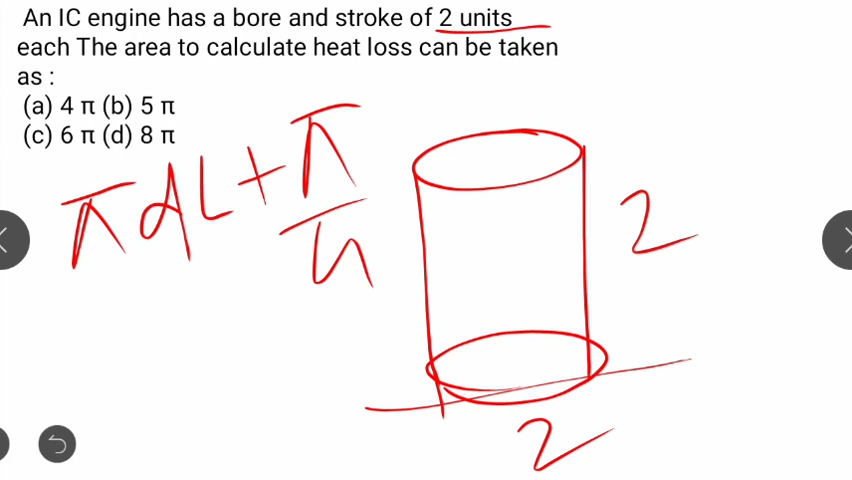 An IC engine has a bore and stroke of 2 units
each The area to calculate heat loss can be taken
as :
(a) 4 π (b) 5 π
(c) 6 π (d) 8 π
π d L + π/4
2
2